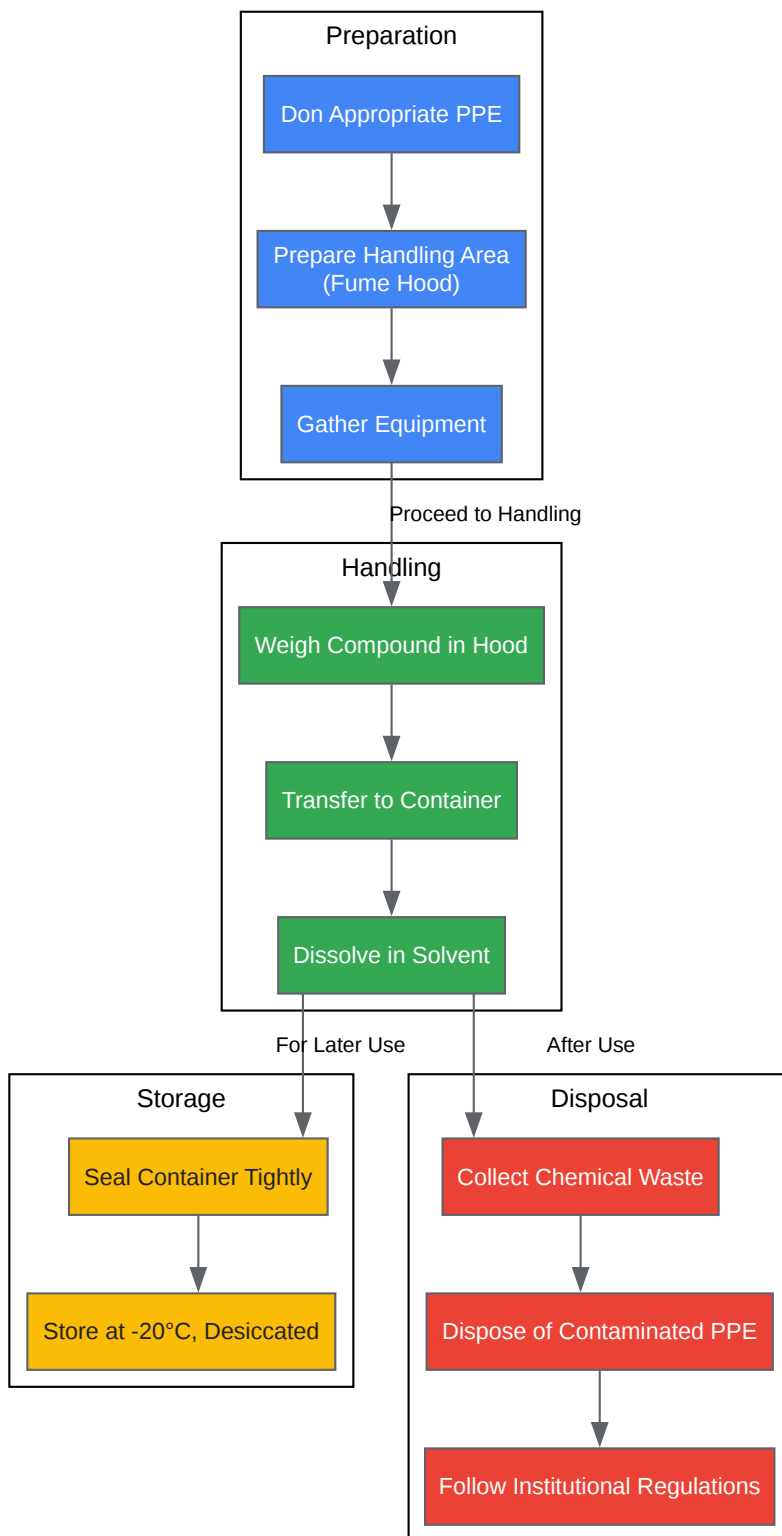 Preparation
Don Appropriate PPE
Prepare Handling Area
(Fume Hood)
Gather Equipment
Proceed to Handling
Handling
Weigh Compound in Hood
Transfer to Container
Dissolve in Solvent
For Later Use
After Use
Storage
Seal Container Tightly
Store at -20°C, Desiccated
Disposal
Collect Chemical Waste
Dispose of Contaminated PPE
Follow Institutional Regulations